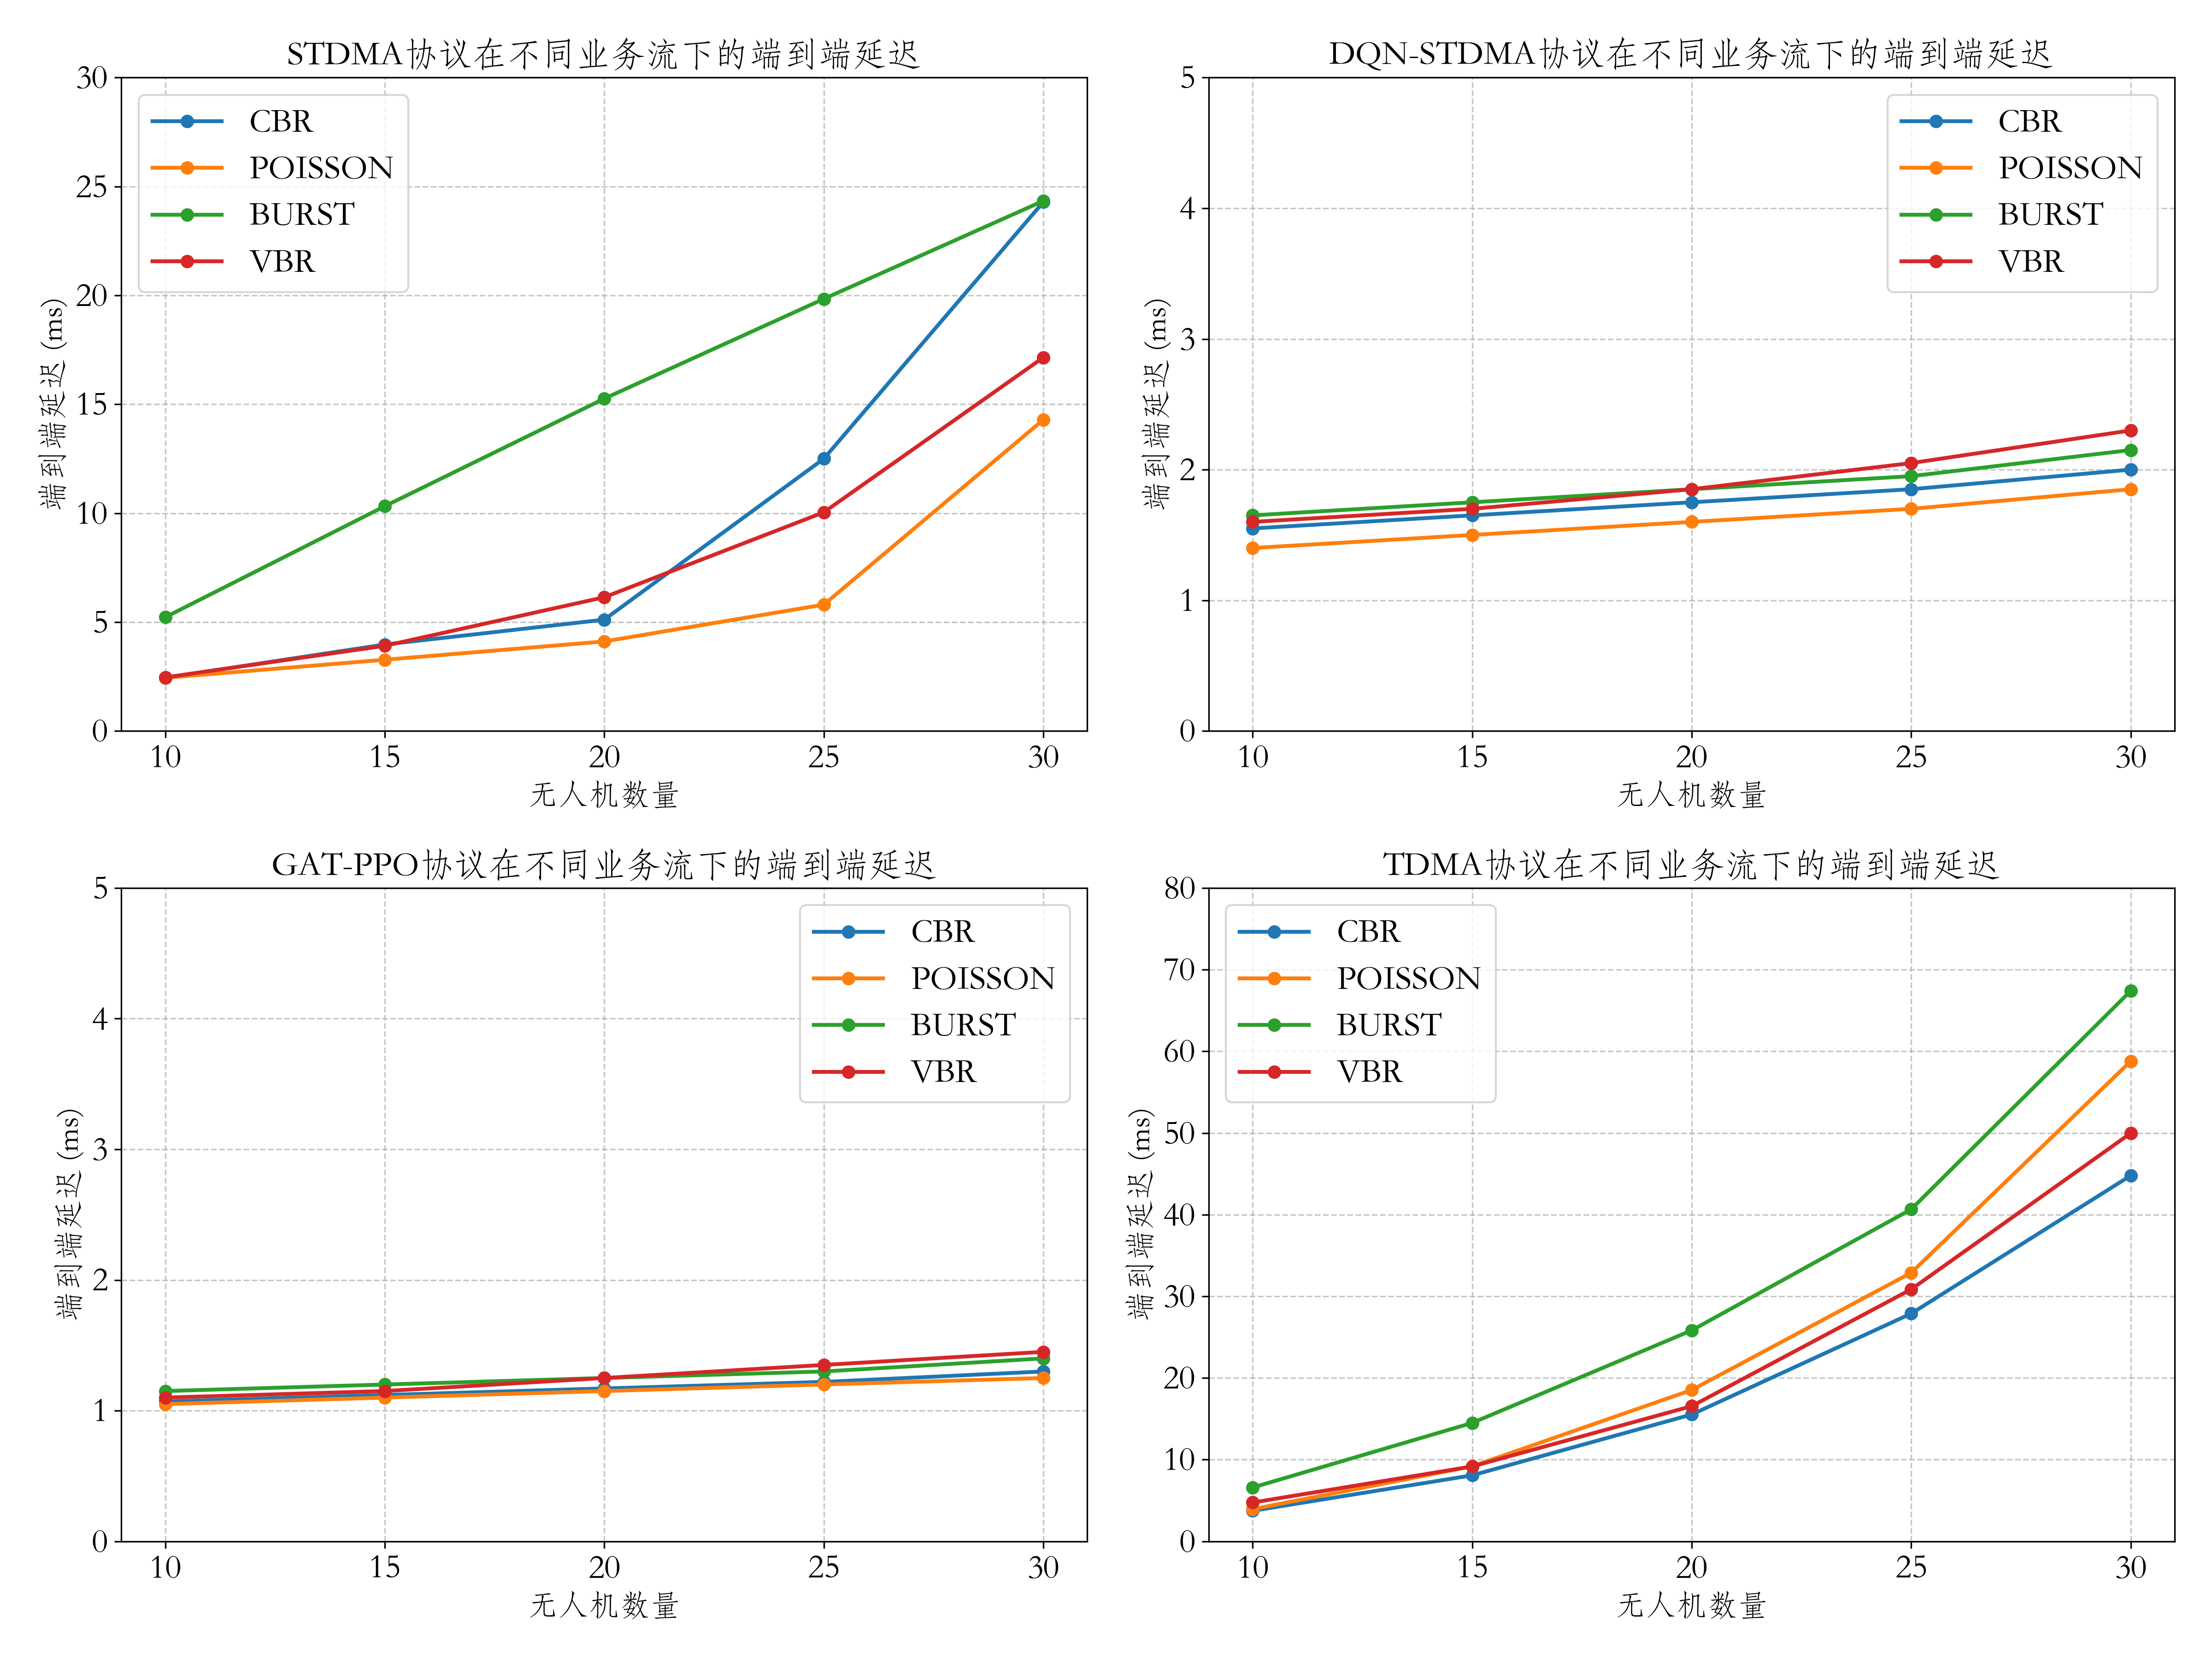 STDMA协议在不同业务流下的端到端延迟
30
25
20
15
10
5
0
端到端延迟 (ms)
CBR
POISSON
BURST
VBR
10 15 20 25 30
无人机数量
DQN-STDMA协议在不同业务流下的端到端延迟
5
4
3
2
1
0
端到端延迟 (ms)
CBR
POISSON
BURST
VBR
10 15 20 25 30
无人机数量
GAT-PPO协议在不同业务流下的端到端延迟
5
4
3
2
1
0
端到端延迟 (ms)
CBR
POISSON
BURST
VBR
10 15 20 25 30
无人机数量
TDMA协议在不同业务流下的端到端延迟
80
70
60
50
40
30
20
10
0
端到端延迟 (ms)
CBR
POISSON
BURST
VBR
10 15 20 25 30
无人机数量